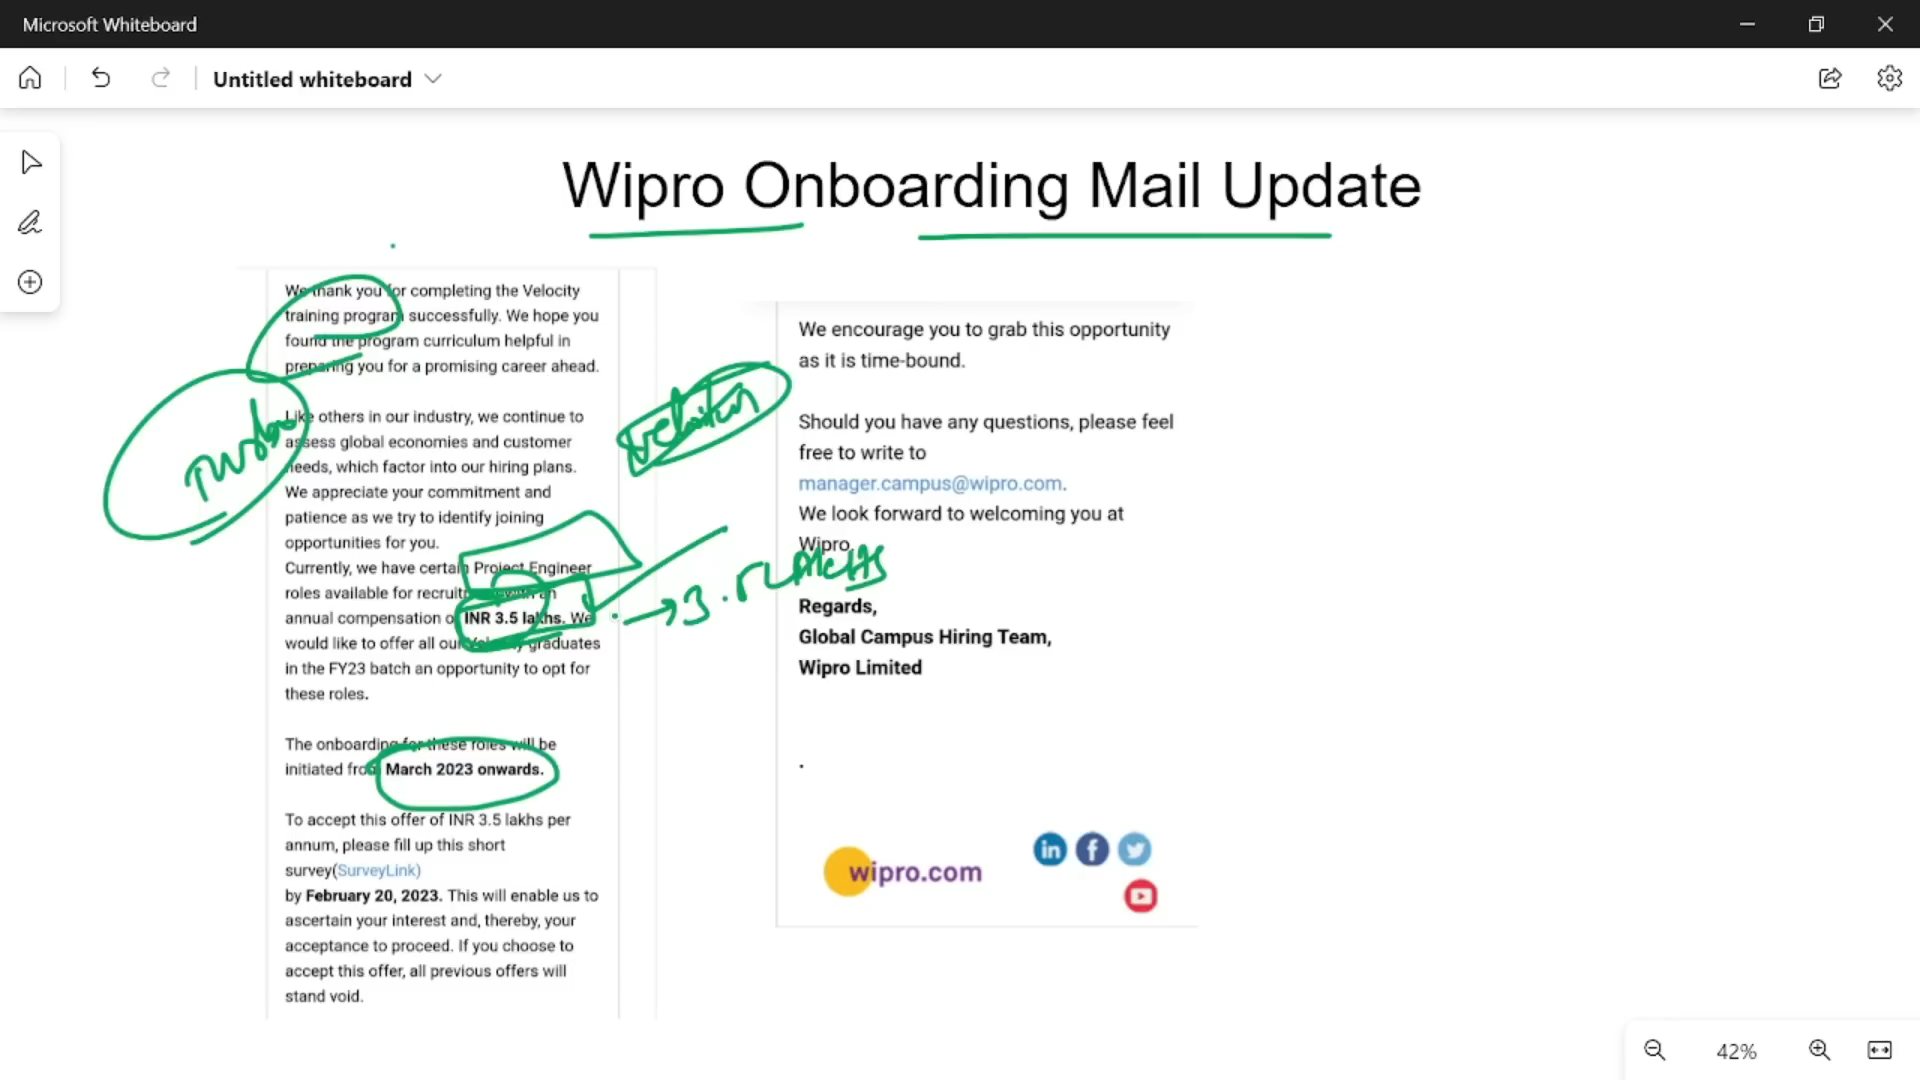 Microsoft Whiteboard
Untitled whiteboard
Wipro Onboarding Mail Update
We thank you for completing the Velocity
training program successfully. We hope you
found the program curriculum helpful in
preparing you for a promising career ahead.
Like others in our industry, we continue to
assess global economies and customer
needs, which factor into our hiring plans.
We appreciate your commitment and
patience as we try to identify joining
opportunities for you.
Currently, we have certain Project Engineer
roles available for recruitment with an
annual compensation of INR 3.5 lakhs. We
would like to offer all our Velocity graduates
in the FY23 batch an opportunity to opt for
these roles.
The onboarding for these roles will be
initiated from March 2023 onwards.
To accept this offer of INR 3.5 lakhs per
annum, please fill up this short
survey(SurveyLink)
by February 20, 2023. This will enable us to
ascertain your interest and, thereby, your
acceptance to proceed. If you choose to
accept this offer, all previous offers will
stand void.
We encourage you to grab this opportunity
as it is time-bound.
Should you have any questions, please feel
free to write to
manager.campus@wipro.com.
We look forward to welcoming you at
Wipro.
Regards,
Global Campus Hiring Team,
Wipro Limited
.
wipro.com
42%